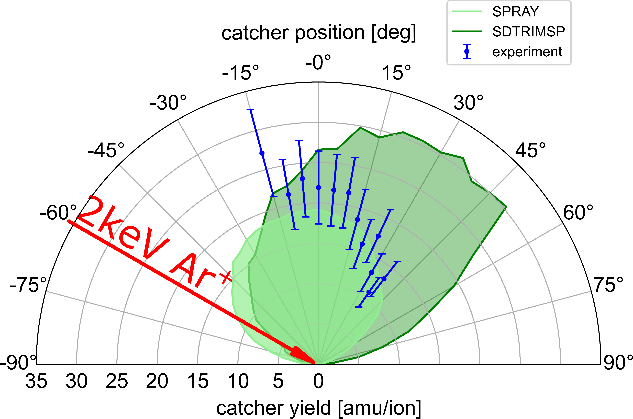 SPRAY
SDTRIMSP
experiment
catcher position [deg]
-0°
-15° 15°
-30° 30°
-45° 45°
-60° 60°
-75° 75°
-90° 90°
2keV Ar⁺
35 30 25 20 15 10 5 0
catcher yield [amu/ion]